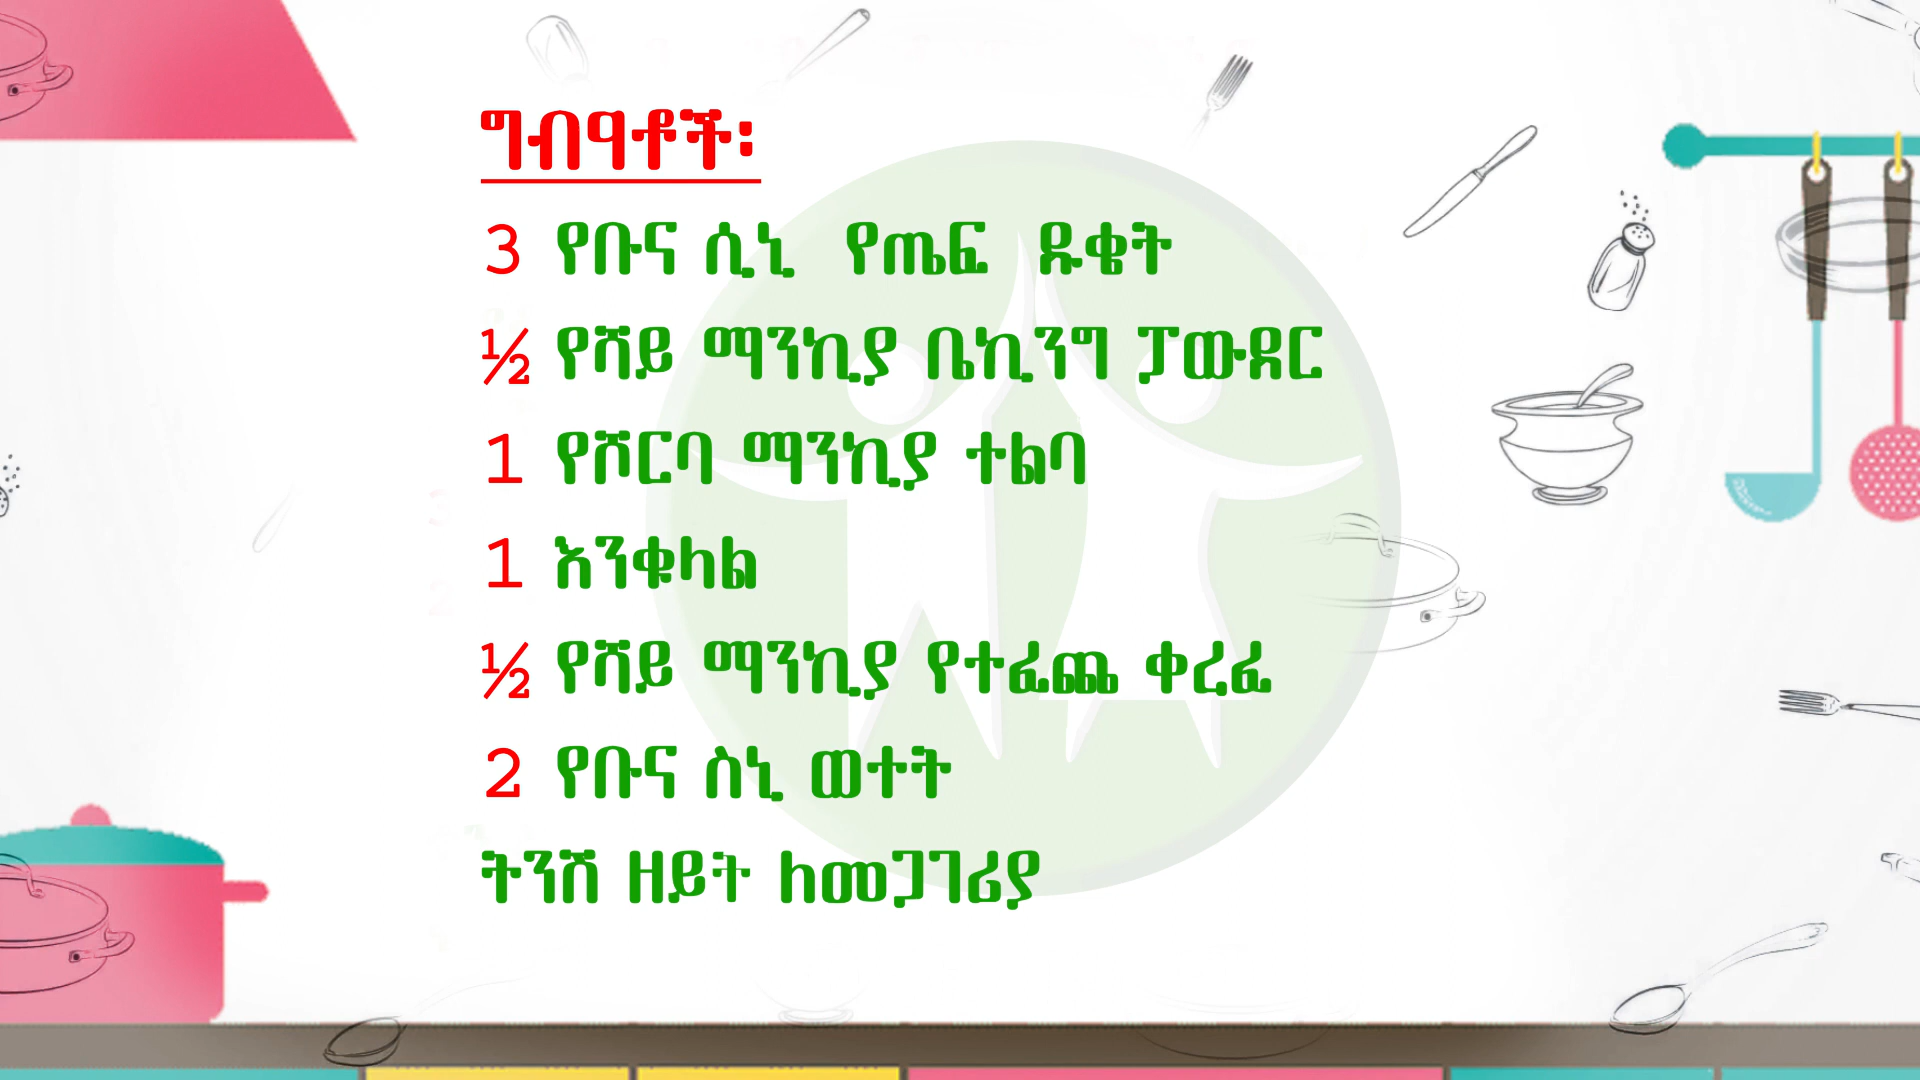 ግብዓቶች፡
3 የቡና ሲኒ የጤፍ ዱቄት
½ የሻይ ማንኪያ ቤኪንግ ፓውደር
1 የሾርባ ማንኪያ ተልባ
1 እንቁላል
½ የሻይ ማንኪያ የተፈጨ ቀረፈ
2 የቡና ስኒ ወተት
ትንሽ ዘይት ለመጋገሪያ